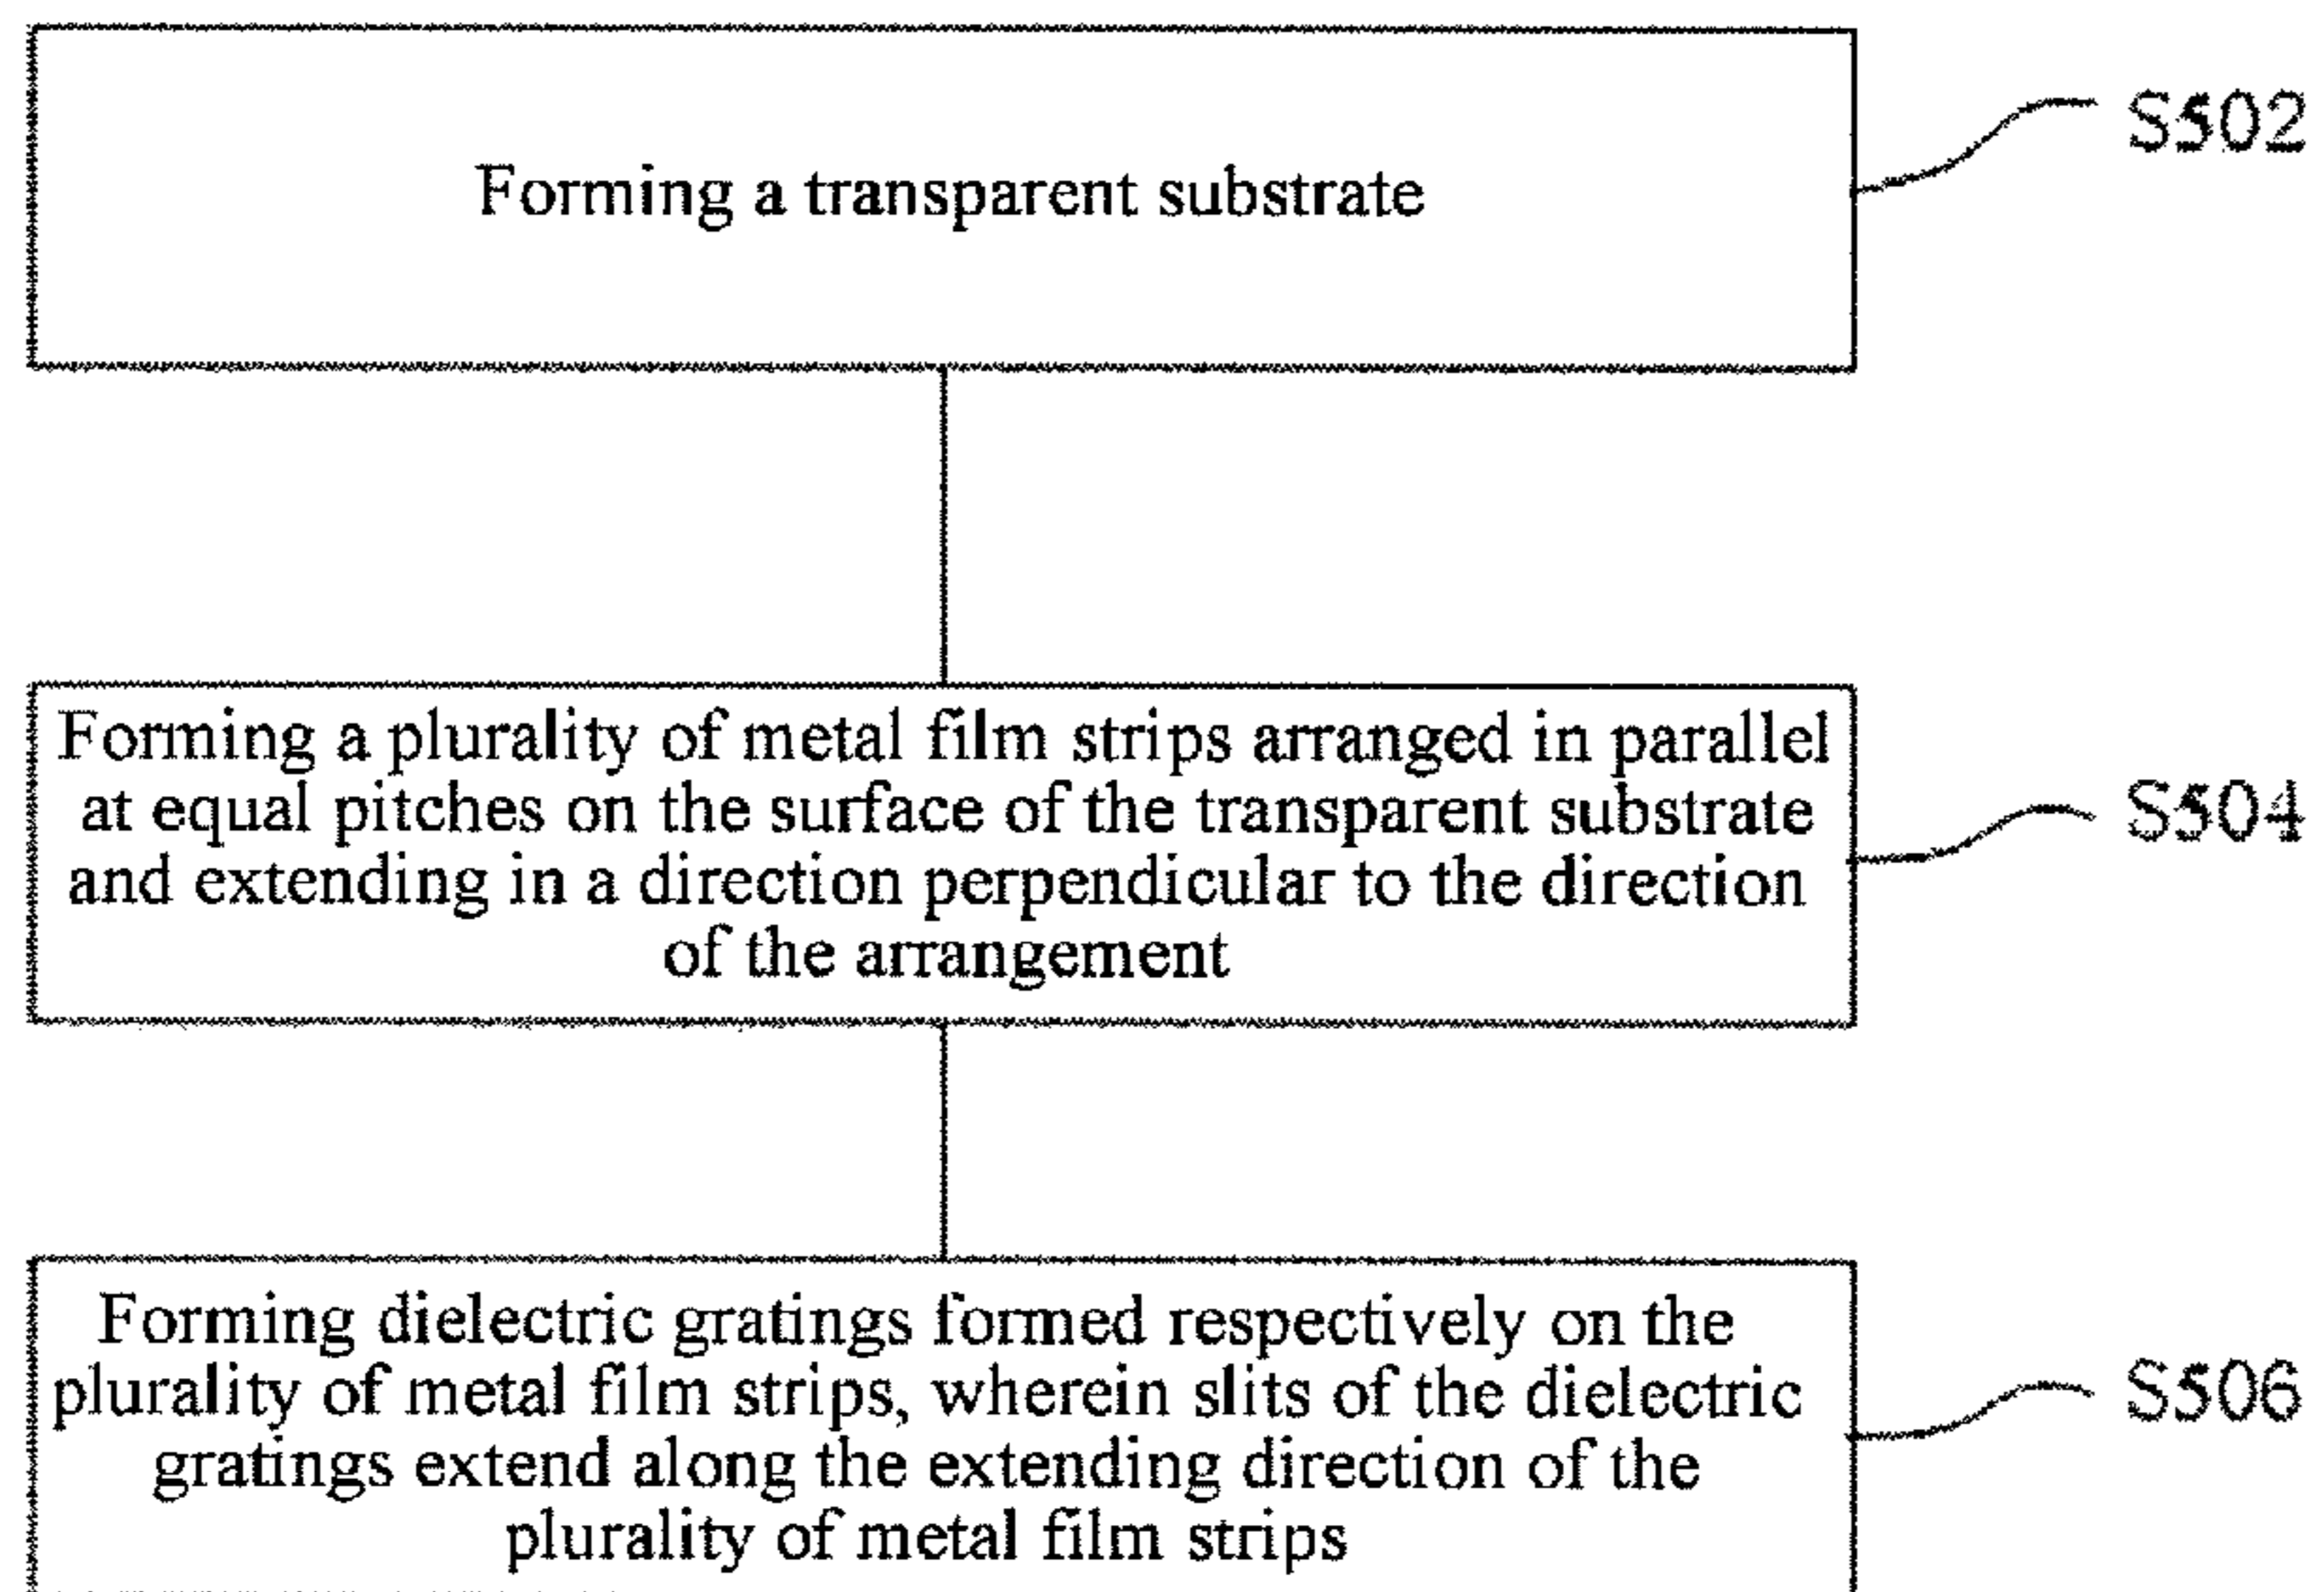 Forming a transparent substrate
S502
Forming a plurality of metal film strips arranged in parallel
at equal pitches on the surface of the transparent substrate
and extending in a direction perpendicular to the direction
of the arrangement
S504
Forming dielectric gratings formed respectively on the
plurality of metal film strips, wherein slits of the dielectric
gratings extend along the extending direction of the
plurality of metal film strips
S506